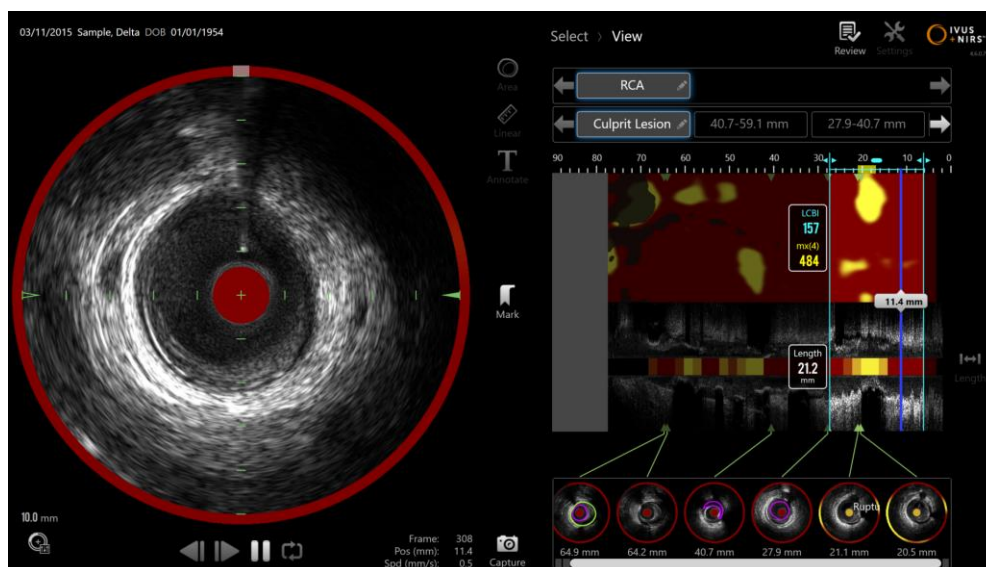 03/11/2015 Sample, Delta DOB 01/01/1954
Area
Linear
T
Annotate
Mark
10.0 mm
Frame: 308
Pos (mm): 11.4
Spd (mm/s): 0.5
Capture
Select > View
Review
Settings
IVUS
+NIRS™
RCA
Culprit Lesion
40.7-59.1 mm
27.9-40.7 mm
90 80 70 60 50 40 30 20 10 0
LCBI
157
mx(4)
484
11.4 mm
Length
21.2
mm
Length
Ruptu
64.9 mm
64.2 mm
40.7 mm
27.9 mm
21.1 mm
20.5 mm